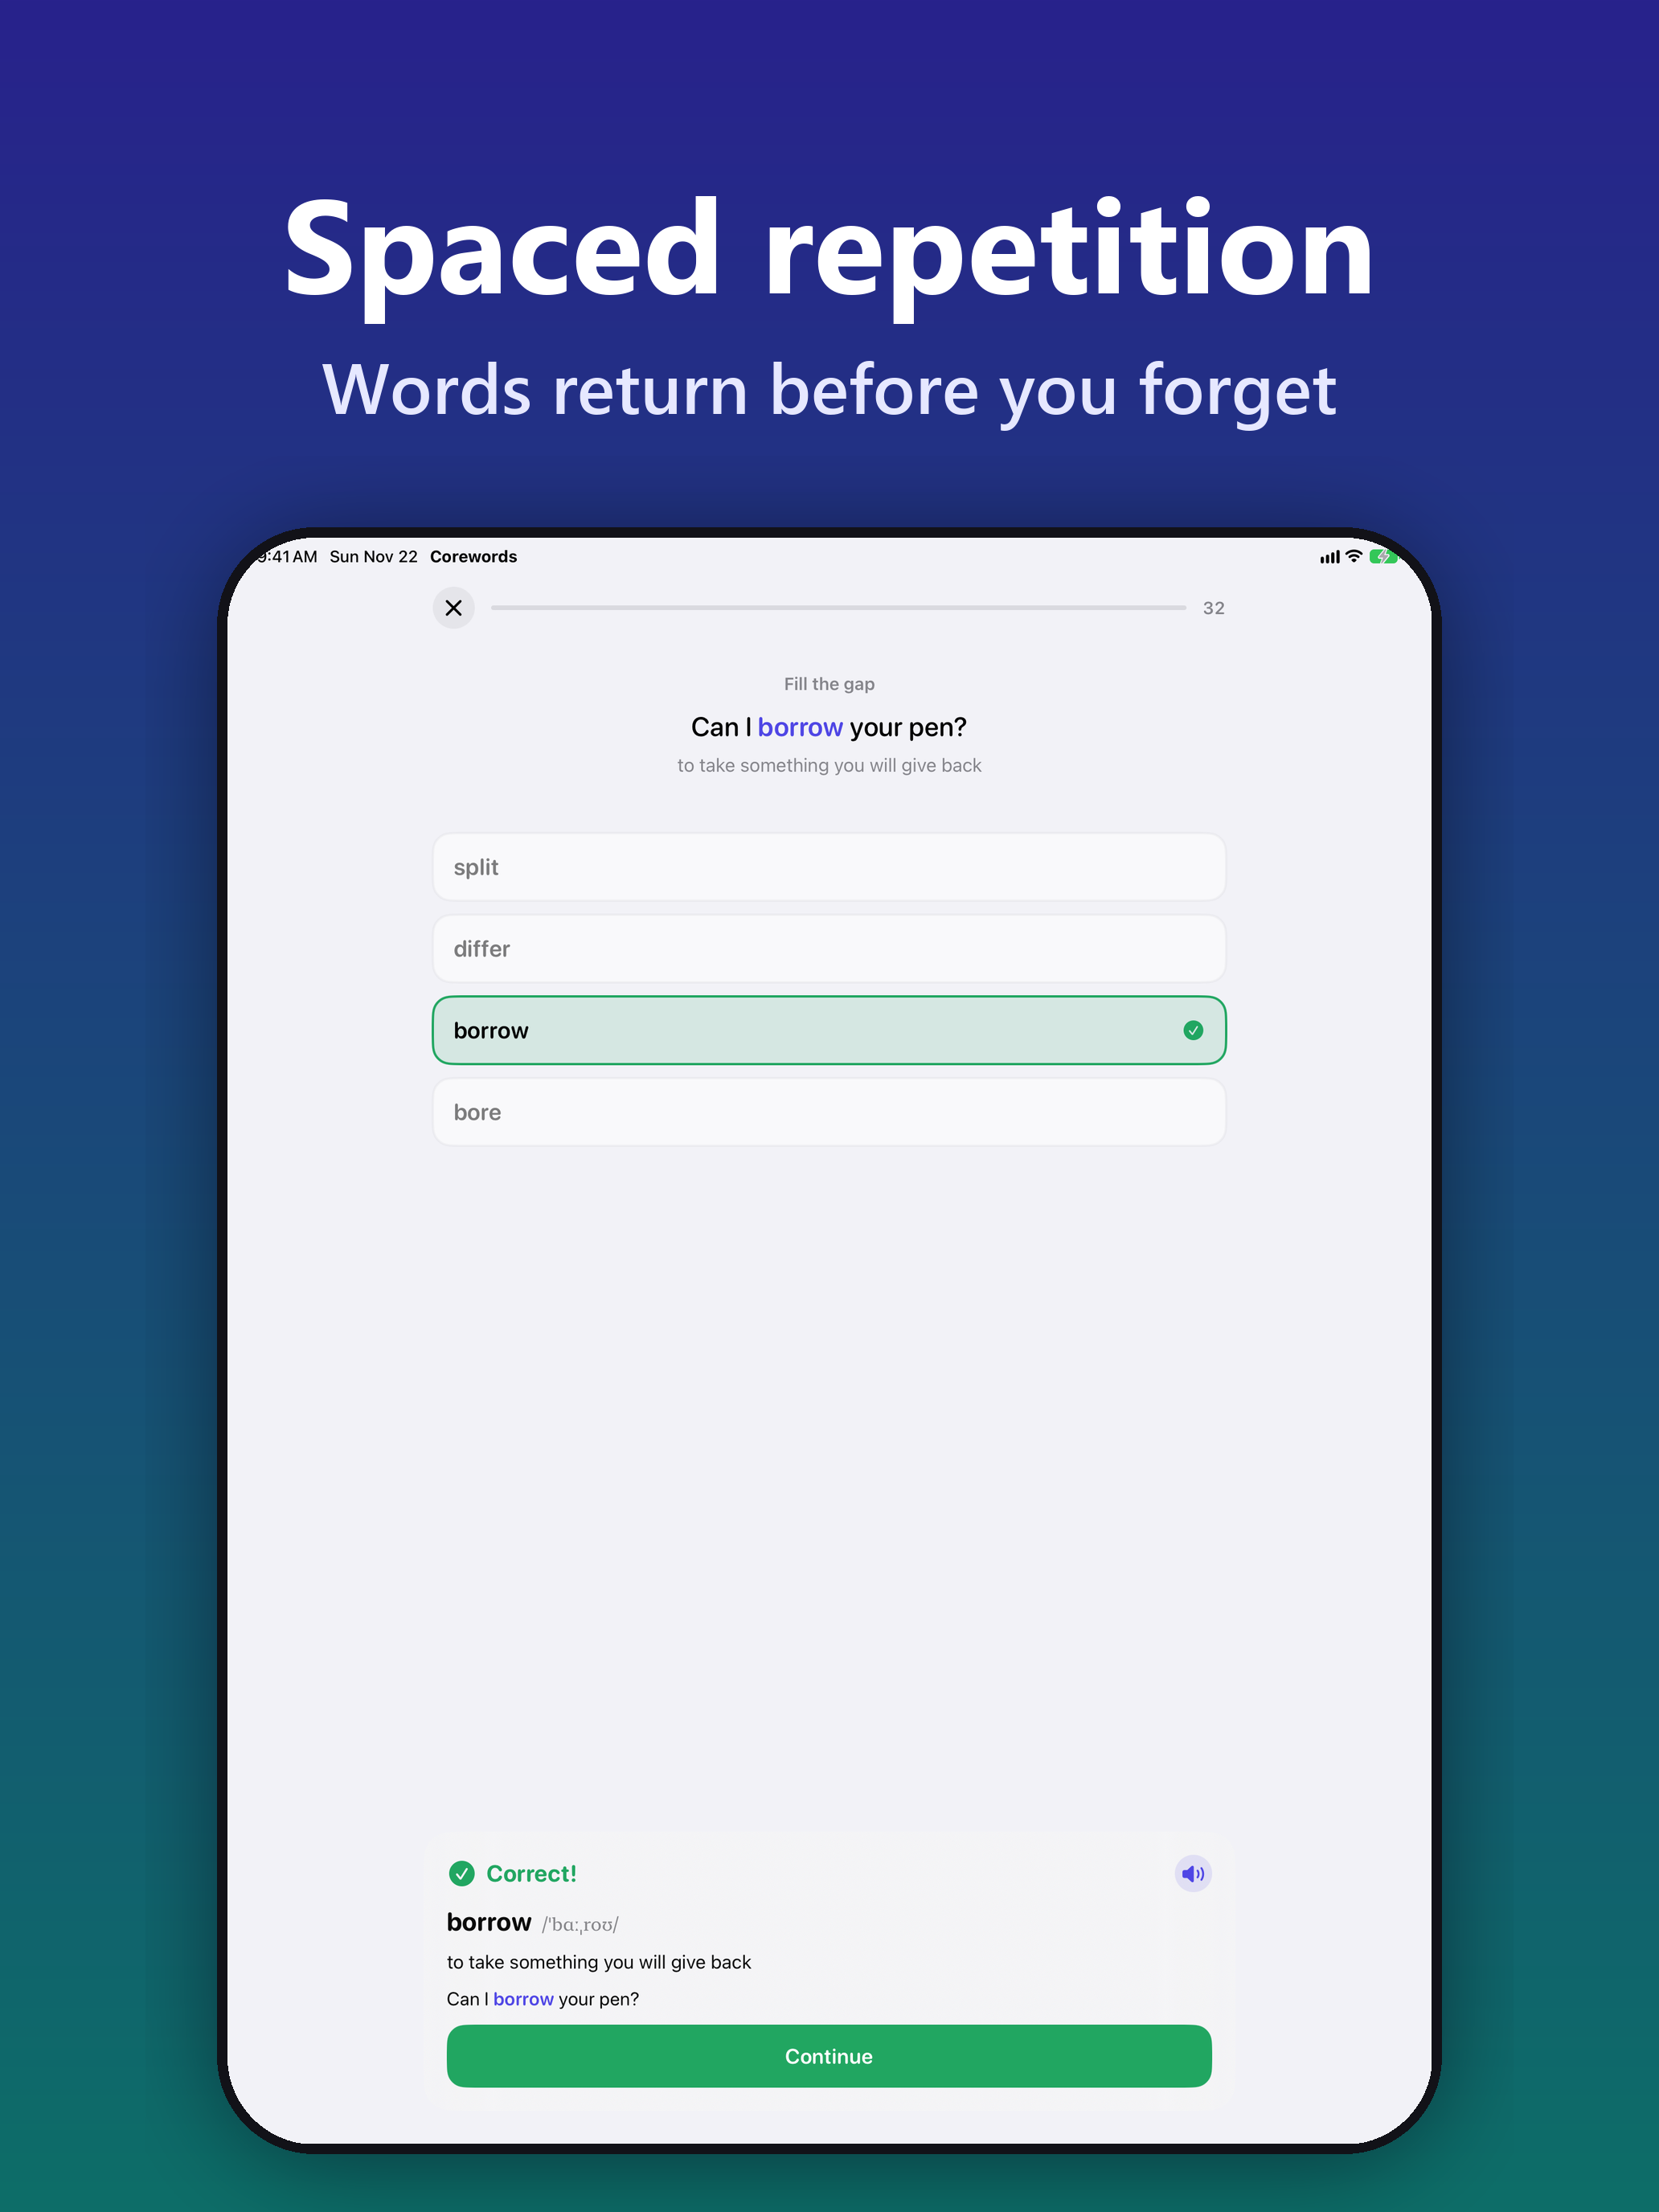 Spaced repetition
Words return before you forget
9:41 AM Sun Nov 22 Corewords
32
Fill the gap
Can I borrow your pen?
to take something you will give back
split
differ
borrow
bore
Correct!
borrow /ˈbɑːˌroʊ/
to take something you will give back
Can I borrow your pen?
Continue